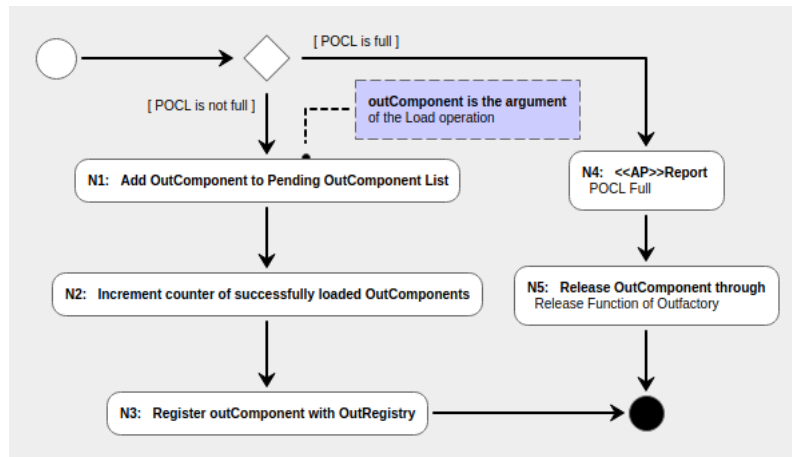 [ POCL is full ]
[ POCL is not full ]
outComponent is the argument
of the Load operation
N1: Add OutComponent to Pending OutComponent List
N4: <<AP>>Report
POCL Full
N2: Increment counter of successfully loaded OutComponents
N5: Release OutComponent through
Release Function of Outfactory
N3: Register outComponent with OutRegistry